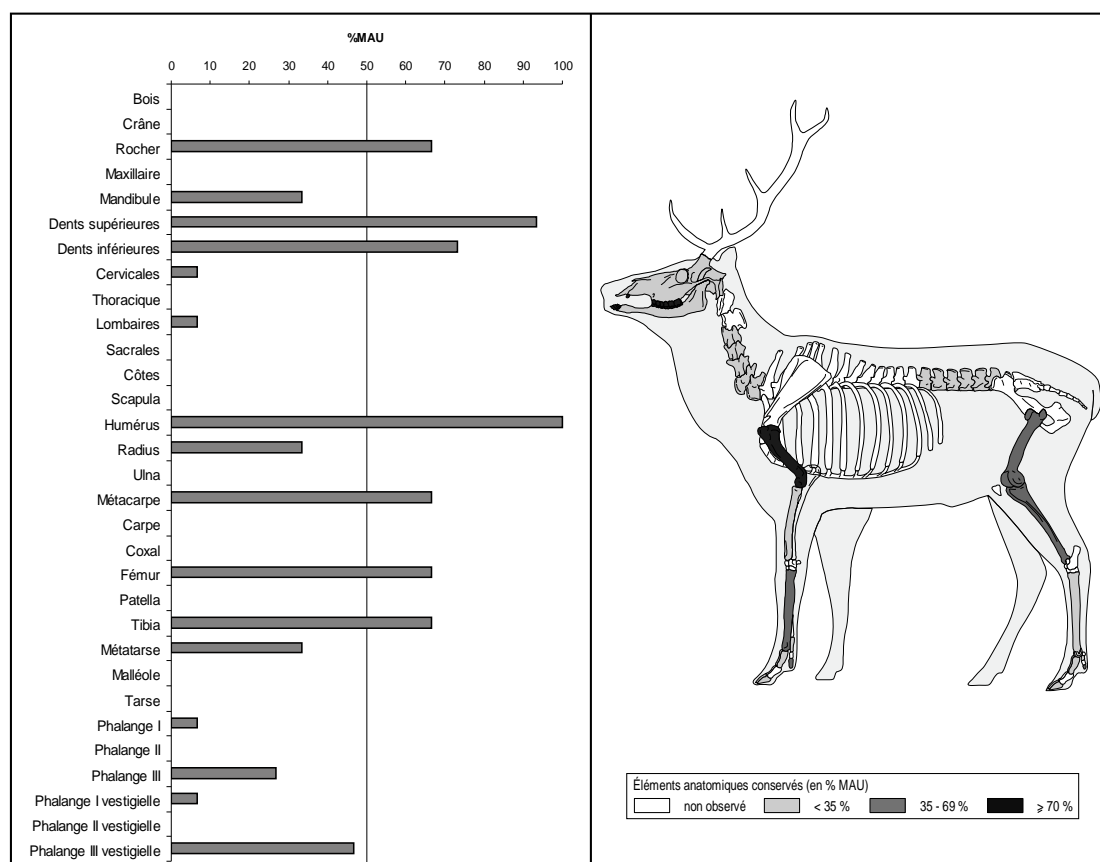 %MAU
0 10 20 30 40 50 60 70 80 90 100
Bois
Crâne
Rocher
Maxillaire
Mandibule
Dents supérieures
Dents inférieures
Cervicales
Thoracique
Lombaires
Sacrales
Côtes
Scapula
Humérus
Radius
Ulna
Métacarpe
Carpe
Coxal
Fémur
Patella
Tibia
Métatarse
Malléole
Tarse
Phalange I
Phalange II
Phalange III
Phalange I vestigielle
Phalange II vestigielle
Phalange III vestigielle
Éléments anatomiques conservés (en % MAU)
non observé < 35 % 35 - 69 % ⩾ 70 %